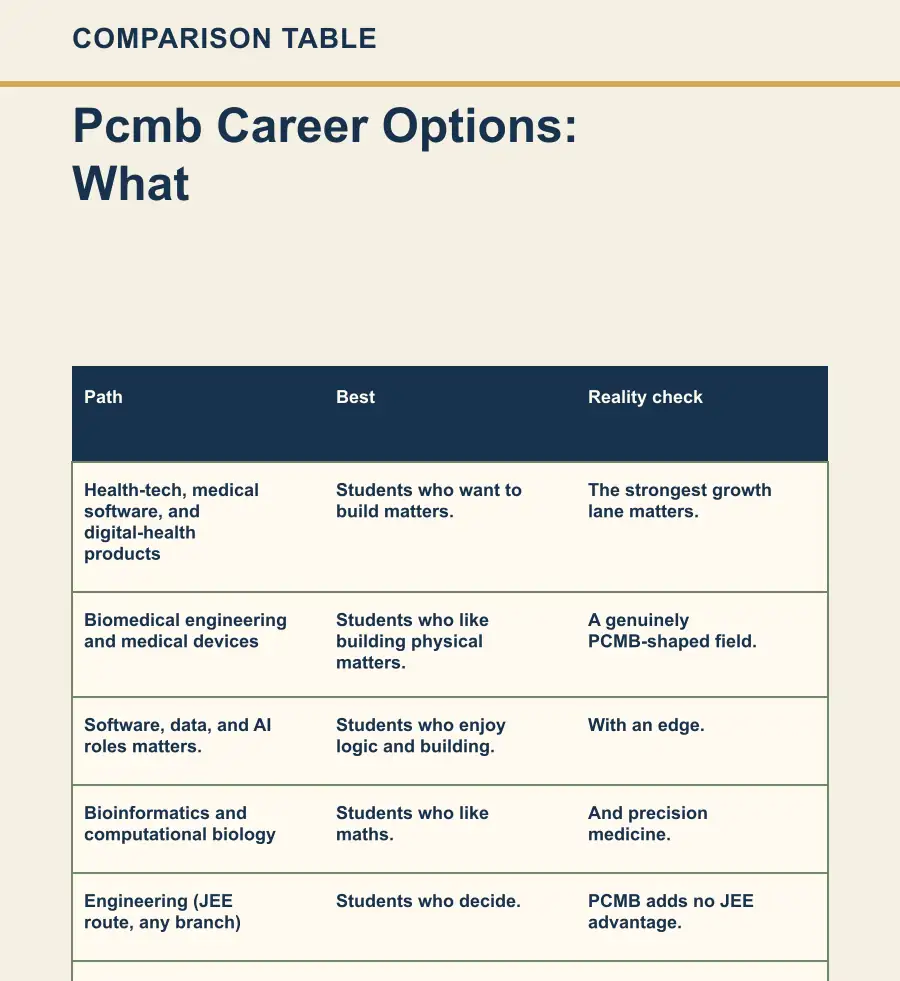 COMPARISON TABLE
Pcmb Career Options:
What
Path
Best
Reality check
Health-tech, medical
software, and
digital-health
products
Students who want to
build matters.
The strongest growth
lane matters.
Biomedical engineering
and medical devices
Students who like
building physical
matters.
A genuinely
PCMB-shaped field.
Software, data, and AI
roles matters.
Students who enjoy
logic and building.
With an edge.
Bioinformatics and
computational biology
Students who like
maths.
And precision
medicine.
Engineering (JEE
route, any branch)
Students who decide.
PCMB adds no JEE
advantage.